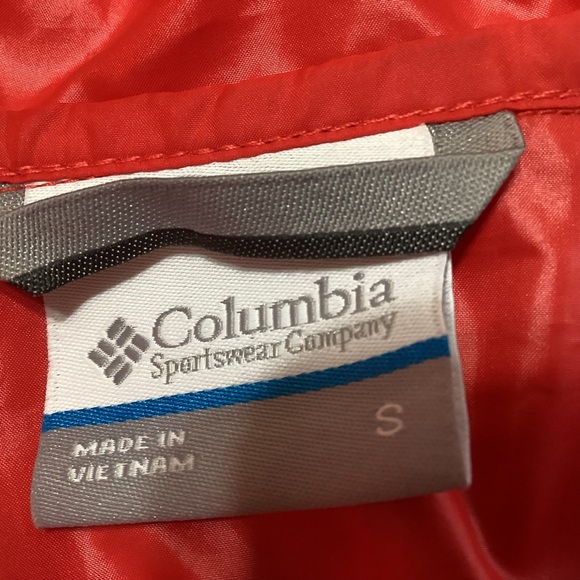 Columbia
Sportswear Company
S
MADE IN
VIETNAM